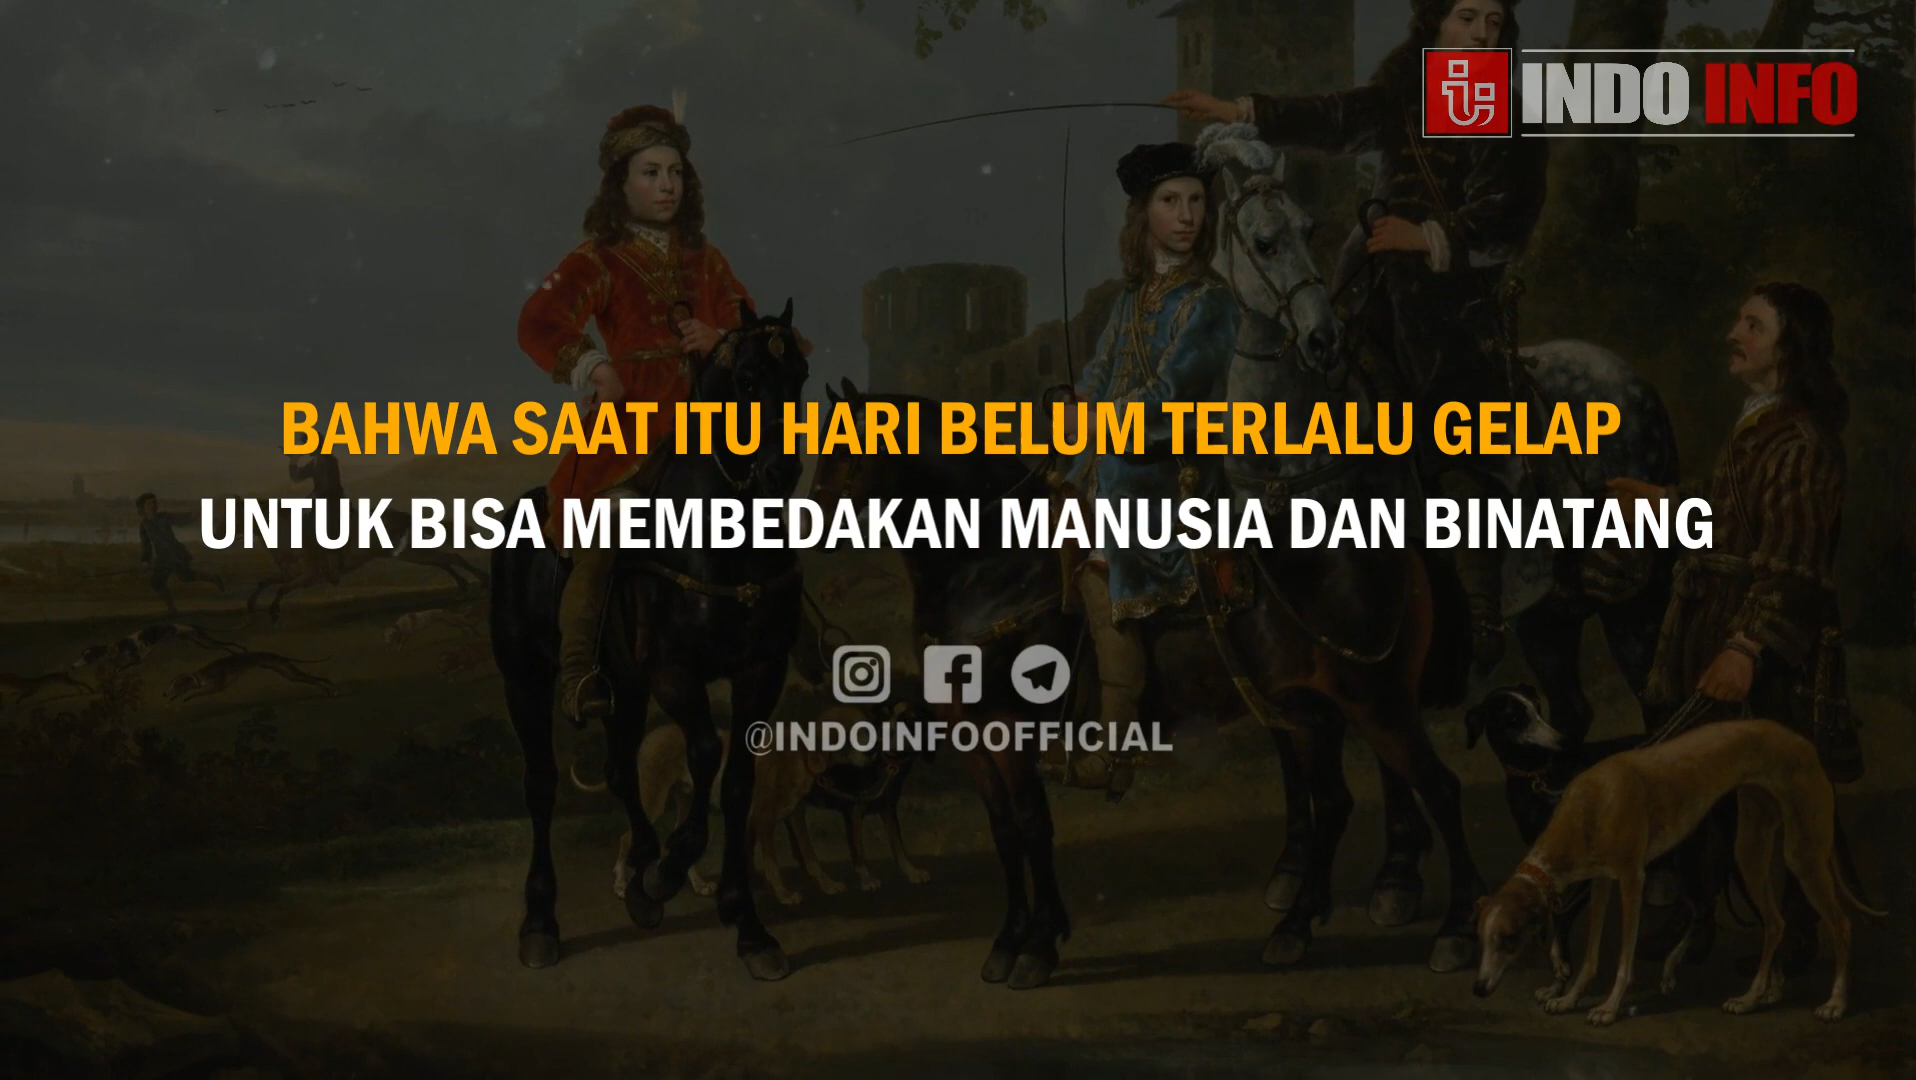 INDO INFO
BAHWA SAAT ITU HARI BELUM TERLALU GELAP
UNTUK BISA MEMBEDAKAN MANUSIA DAN BINATANG
@INDOINFOOFFICIAL